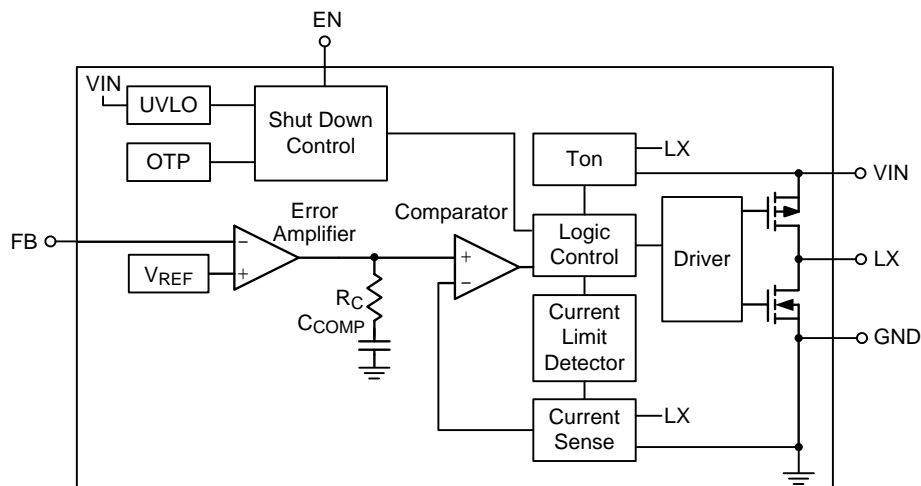 EN
VIN
UVLO
OTP
Shut Down
Control
Ton
LX
VIN
Error
Amplifier
Comparator
FB
−
+
VREF
+
−
Logic
Control
Driver
LX
RC
CCOMP
Current
Limit
Detector
GND
Current
Sense
LX